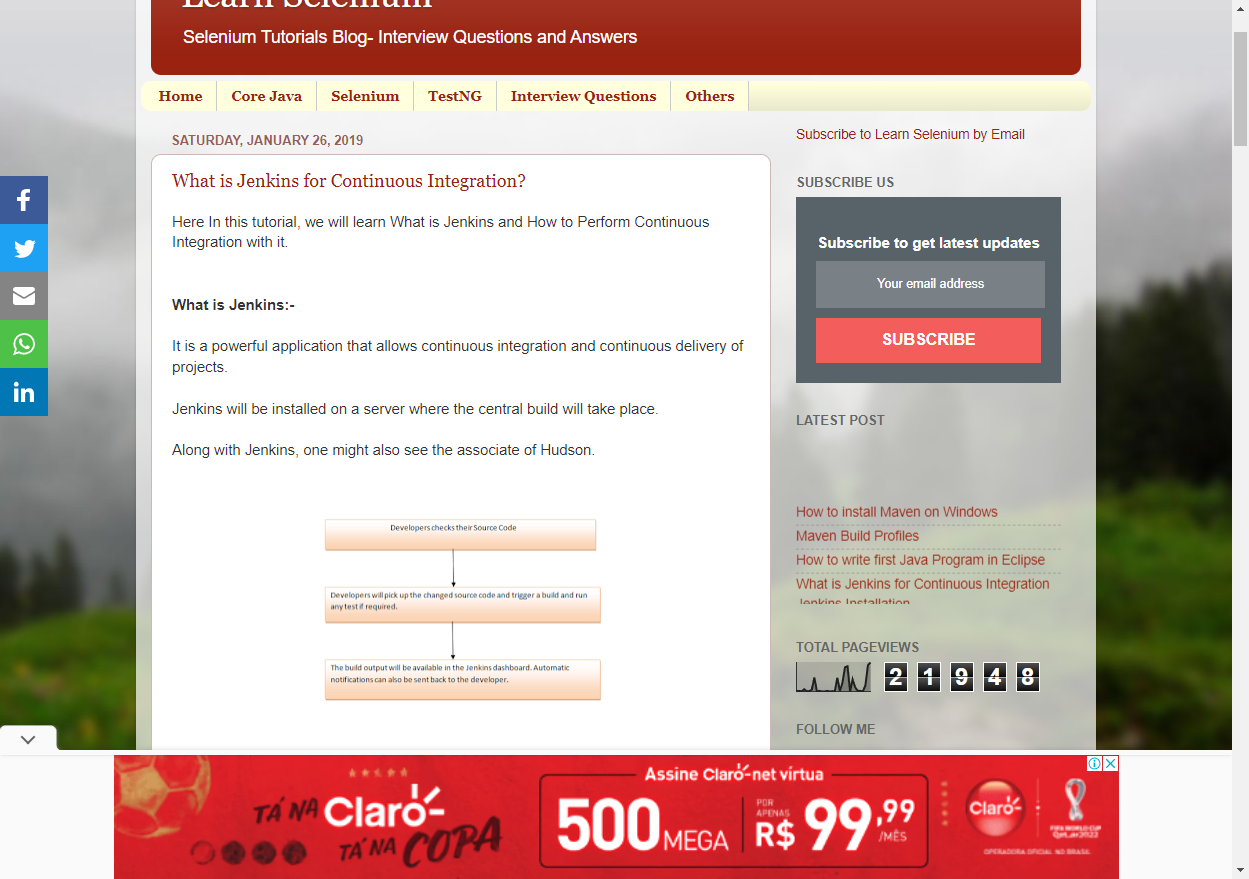 Learn Selenium
Selenium Tutorials Blog- Interview Questions and Answers
Home
Core Java
Selenium
TestNG
Interview Questions
Others
SATURDAY, JANUARY 26, 2019
What is Jenkins for Continuous Integration?
Here In this tutorial, we will learn What is Jenkins and How to Perform Continuous
Integration with it.
What is Jenkins:-
It is a powerful application that allows continuous integration and continuous delivery of
projects.
Jenkins will be installed on a server where the central build will take place.
Along with Jenkins, one might also see the associate of Hudson.
Developers checks their Source Code
Developers will pick up the changed source code and trigger a build and run
any test if required.
The build output will be available in the Jenkins dashboard. Automatic
notifications can also be sent back to the developer.
Subscribe to Learn Selenium by Email
SUBSCRIBE US
Subscribe to get latest updates
Your email address
SUBSCRIBE
LATEST POST
How to install Maven on Windows
Maven Build Profiles
How to write first Java Program in Eclipse
What is Jenkins for Continuous Integration
Jenkins Installation
TOTAL PAGEVIEWS
21948
FOLLOW ME
TÁ NA Claro
TÁ NA COPA
Assine Claro net virtua
500 MEGA
POR
APENAS
R$ 99,99
/MÊS
Claro
FIFA WORLD CUP
Qatar2022
OPERADORA OFICIAL NO BRASIL